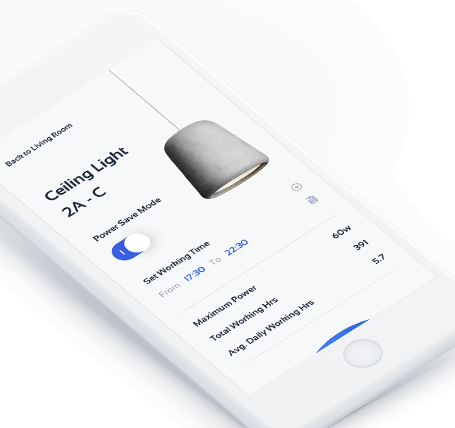 Back to Living Room
Ceiling Light
2A - C
Power Save Mode
Set Working Time
From 17:30 To 22:30
Maximum Power 60w
Total Working Hrs 391
Avg. Daily Working Hrs 5.7